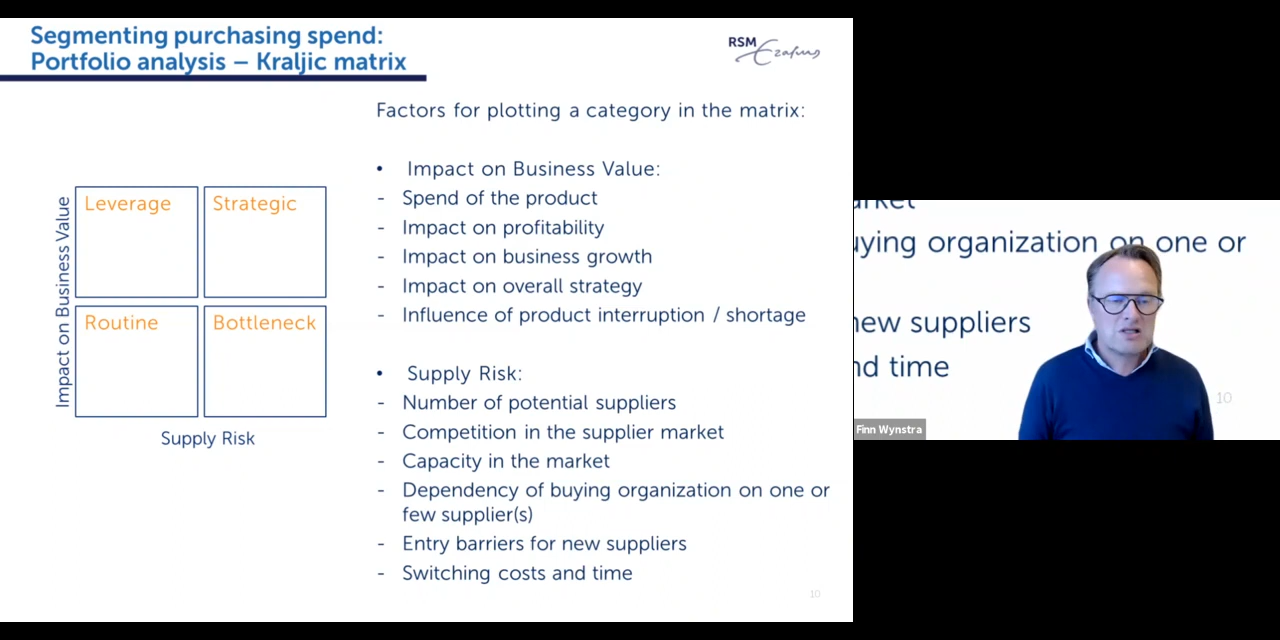 Segmenting purchasing spend:
Portfolio analysis – Kraljic matrix
RSM
Erasmus
Factors for plotting a category in the matrix:
• Impact on Business Value:
- Spend of the product
- Impact on profitability
- Impact on business growth
- Impact on overall strategy
- Influence of product interruption / shortage
• Supply Risk:
- Number of potential suppliers
- Competition in the supplier market
- Capacity in the market
- Dependency of buying organization on one or
few supplier(s)
- Entry barriers for new suppliers
- Switching costs and time
Impact on Business Value
Leverage
Strategic
Routine
Bottleneck
Supply Risk
10
uying organization on one or
new suppliers
nd time
10
Finn Wynstra